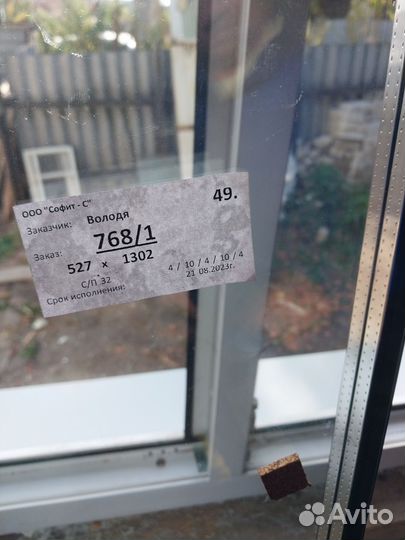 ООО "Софит - С"
49.
Заказчик: Володя
Заказ: 768/1
527 х 1302
С/П 32
4 / 10 / 4 / 10 / 4
Срок исполнения: 21.08.2023г.
Avito